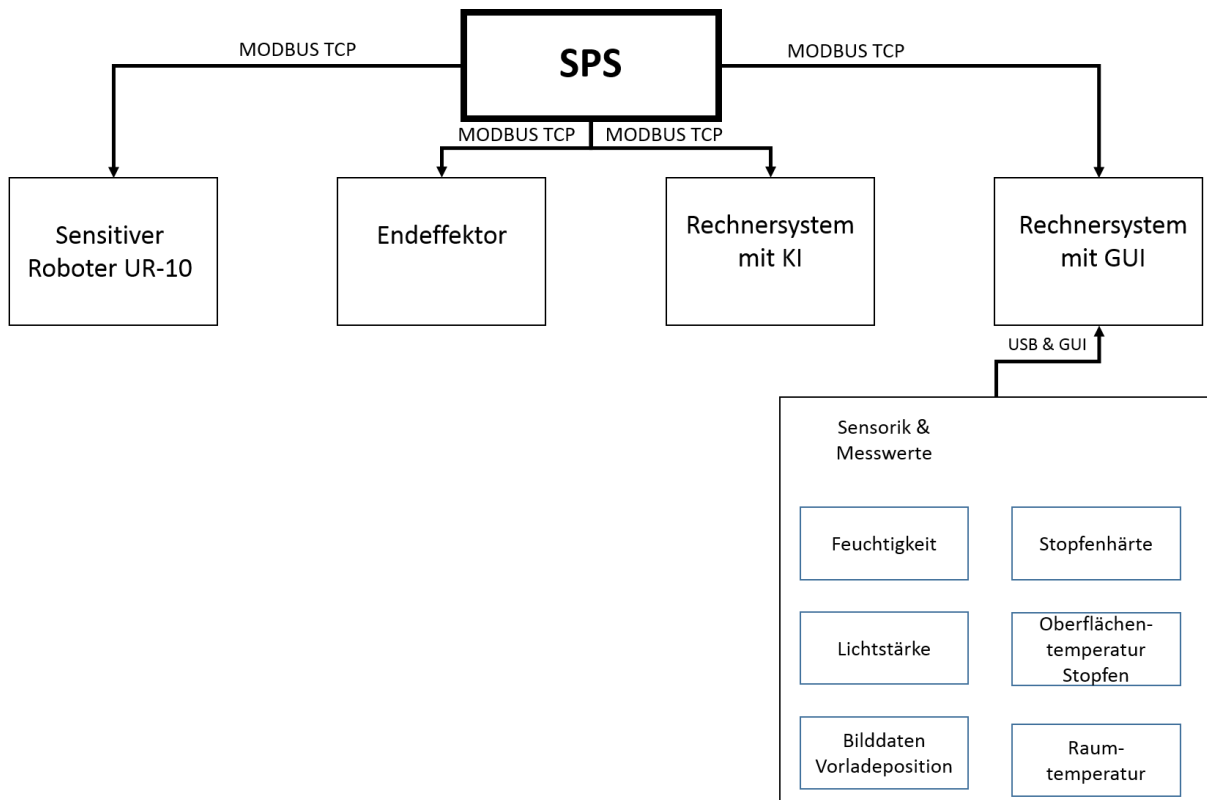 MODBUS TCP
SPS
MODBUS TCP
MODBUS TCP
MODBUS TCP
Sensitiver
Roboter UR-10
Endeffektor
Rechnersystem
mit KI
Rechnersystem
mit GUI
USB & GUI
Sensorik &
Messwerte
Feuchtigkeit
Stopfenhärte
Lichtstärke
Oberflächen-
temperatur
Stopfen
Bilddaten
Vorladeposition
Raum-
temperatur